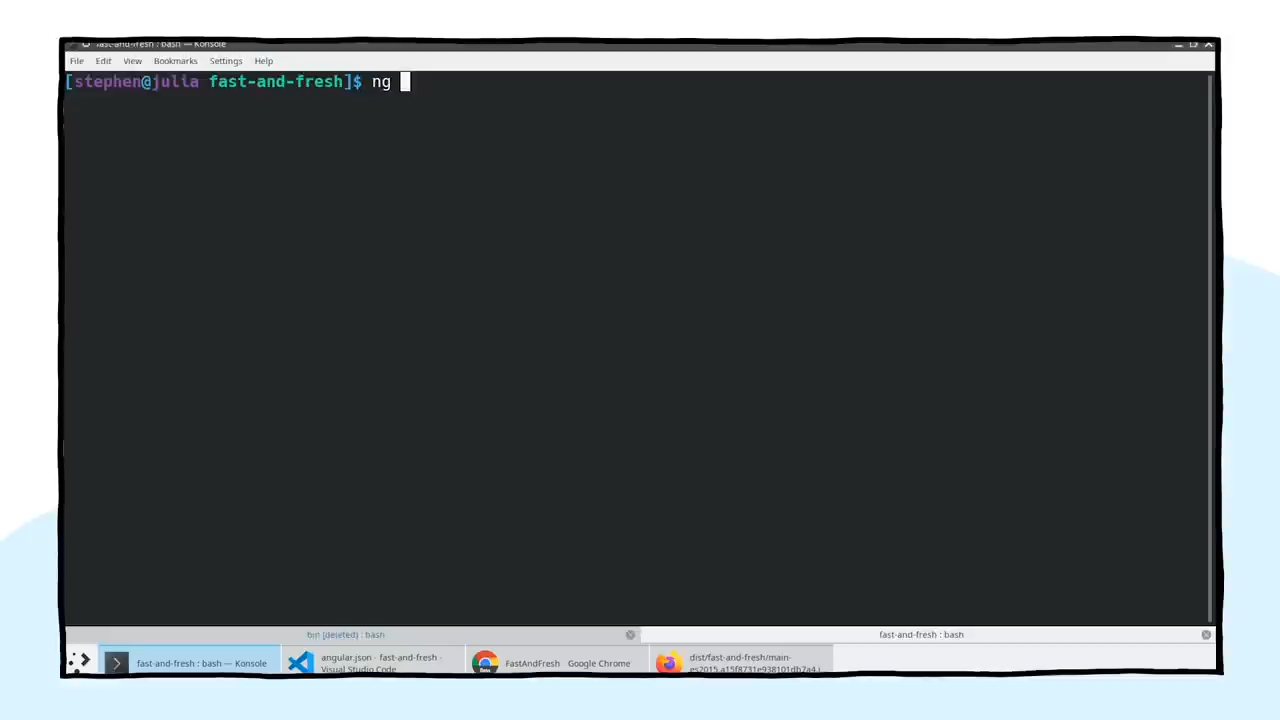 fast-and-fresh : bash — Konsole
File Edit View Bookmarks Settings Help
[stephen@julia fast-and-fresh]$ ng
bin (deleted) : bash
fast-and-fresh : bash
fast-and-fresh : bash — Konsole
angular.json - fast-and-fresh -
Visual Studio Code
FastAndFresh Google Chrome
dist/fast-and-fresh/main-
es2015.a15f8731e938101db7a4.j